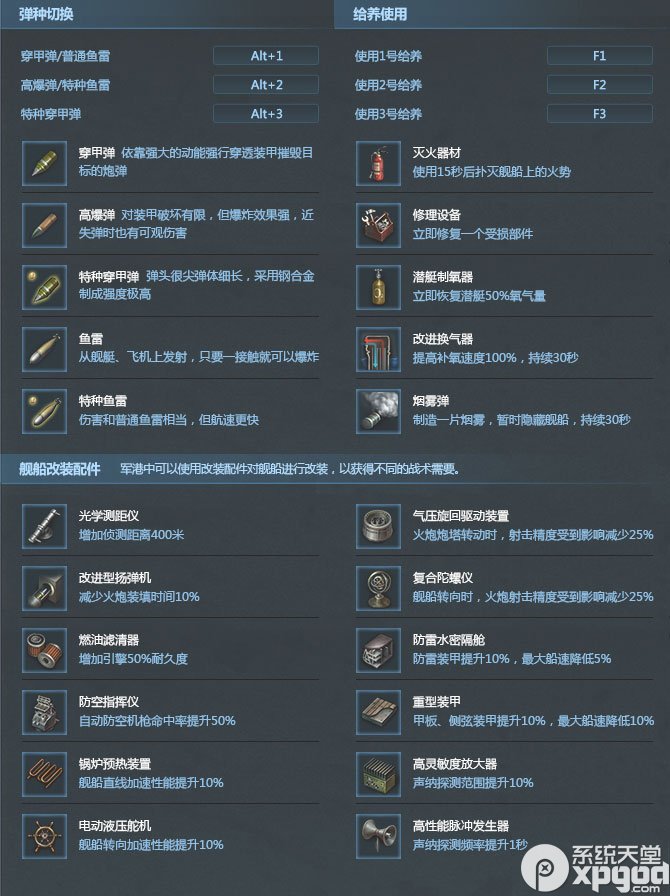 弹种切换
穿甲弹/普通鱼雷 Alt+1
高爆弹/特种鱼雷 Alt+2
特种穿甲弹 Alt+3
穿甲弹 依靠强大的动能强行穿透装甲摧毁目
标的炮弹
高爆弹 对装甲破坏有限，但爆炸效果强，近
失弹时也有可观伤害
特种穿甲弹 弹头很尖弹体细长，采用钢合金
制成强度极高
鱼雷
从舰艇、飞机上发射，只要一接触就可以爆炸
特种鱼雷
伤害和普通鱼雷相当，但航速更快
给养使用
使用1号给养 F1
使用2号给养 F2
使用3号给养 F3
灭火器材
使用15秒后扑灭舰船上的火势
修理设备
立即修复一个受损部件
潜艇制氧器
立即恢复潜艇50%氧气量
改进换气器
提高补氧速度100%，持续30秒
烟雾弹
制造一片烟雾，暂时隐藏舰船，持续30秒
舰船改装配件 军港中可以使用改装配件对舰船进行改装，以获得不同的战术需要。
光学测距仪
增加侦测距离400米
改进型扬弹机
减少火炮装填时间10%
燃油滤清器
增加引擎50%耐久度
防空指挥仪
自动防空机枪命中率提升50%
锅炉预热装置
舰船直线加速性能提升10%
电动液压舵机
舰船转向加速性能提升10%
气压旋回驱动装置
火炮炮塔转动时，射击精度受到影响减少25%
复合陀螺仪
舰船转向时，火炮射击精度受到影响减少25%
防雷水密隔舱
防雷装甲提升10%，最大船速降低5%
重型装甲
甲板、侧弦装甲提升10%，最大船速降低10%
高灵敏度放大器
声纳探测范围提升10%
高性能脉冲发生器
声纳探测频率提升1秒
系统天堂
xpgod
.com